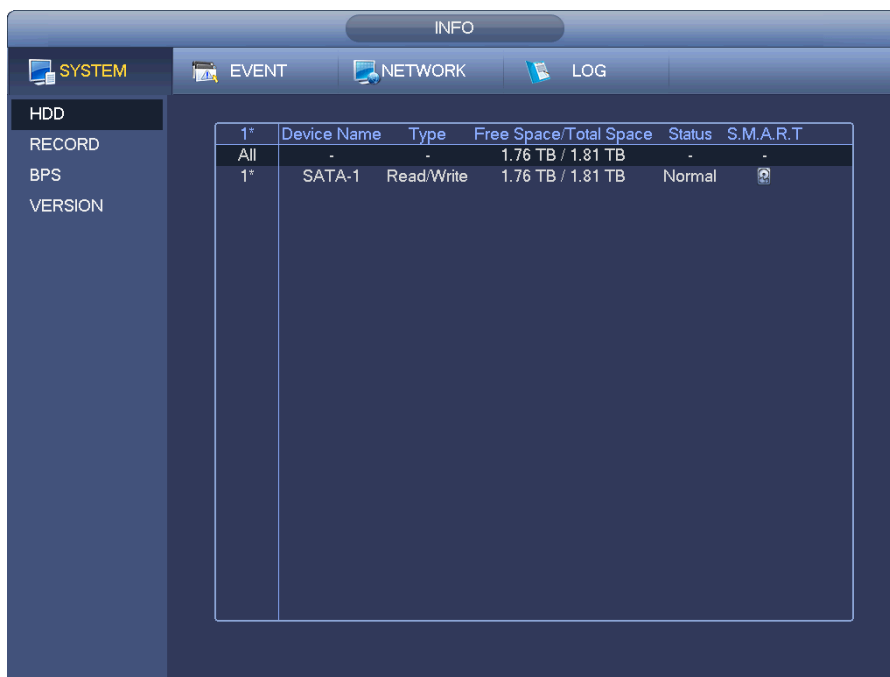 INFO
SYSTEM EVENT NETWORK LOG
HDD
RECORD
BPS
VERSION
1* Device Name Type Free Space/Total Space Status S.M.A.R.T
All - - 1.76 TB / 1.81 TB - -
1* SATA-1 Read/Write 1.76 TB / 1.81 TB Normal